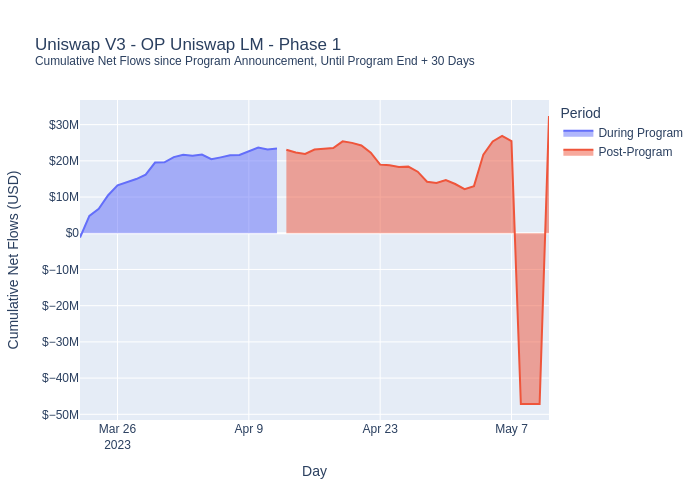 Uniswap V3 - OP Uniswap LM - Phase 1
Cumulative Net Flows since Program Announcement, Until Program End + 30 Days
Period
During Program
Post-Program
Cumulative Net Flows (USD)
$30M
$20M
$10M
$0
$−10M
$−20M
$−30M
$−40M
$−50M
Mar 26
2023
Apr 9
Apr 23
May 7
Day